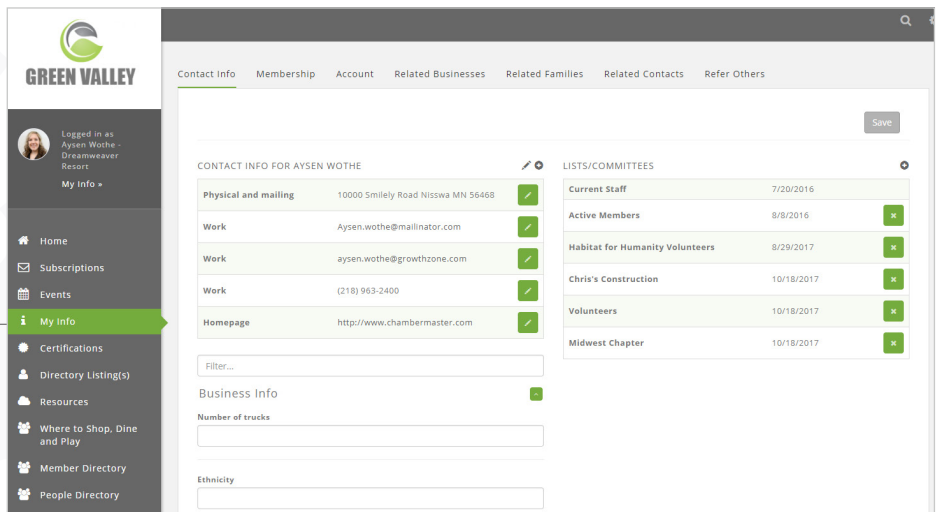 GREEN VALLEY
Logged in as
Aysen Wothe -
Dreamweaver
Resort
My Info »
Home
Subscriptions
Events
My Info
Certifications
Directory Listing(s)
Resources
Where to Shop, Dine
and Play
Member Directory
People Directory
Contact Info Membership Account Related Businesses Related Families Related Contacts Refer Others
Save
CONTACT INFO FOR AYSEN WOTHE
Physical and mailing 10000 Smilely Road Nisswa MN 56468
Work Aysen.wothe@mailinator.com
Work aysen.wothe@growthzone.com
Work (218) 963-2400
Homepage http://www.chambermaster.com
Filter...
Business Info
Number of trucks
Ethnicity
LISTS/COMMITTEES
Current Staff 7/20/2016
Active Members 8/8/2016
Habitat for Humanity Volunteers 8/29/2017
Chris's Construction 10/18/2017
Volunteers 10/18/2017
Midwest Chapter 10/18/2017